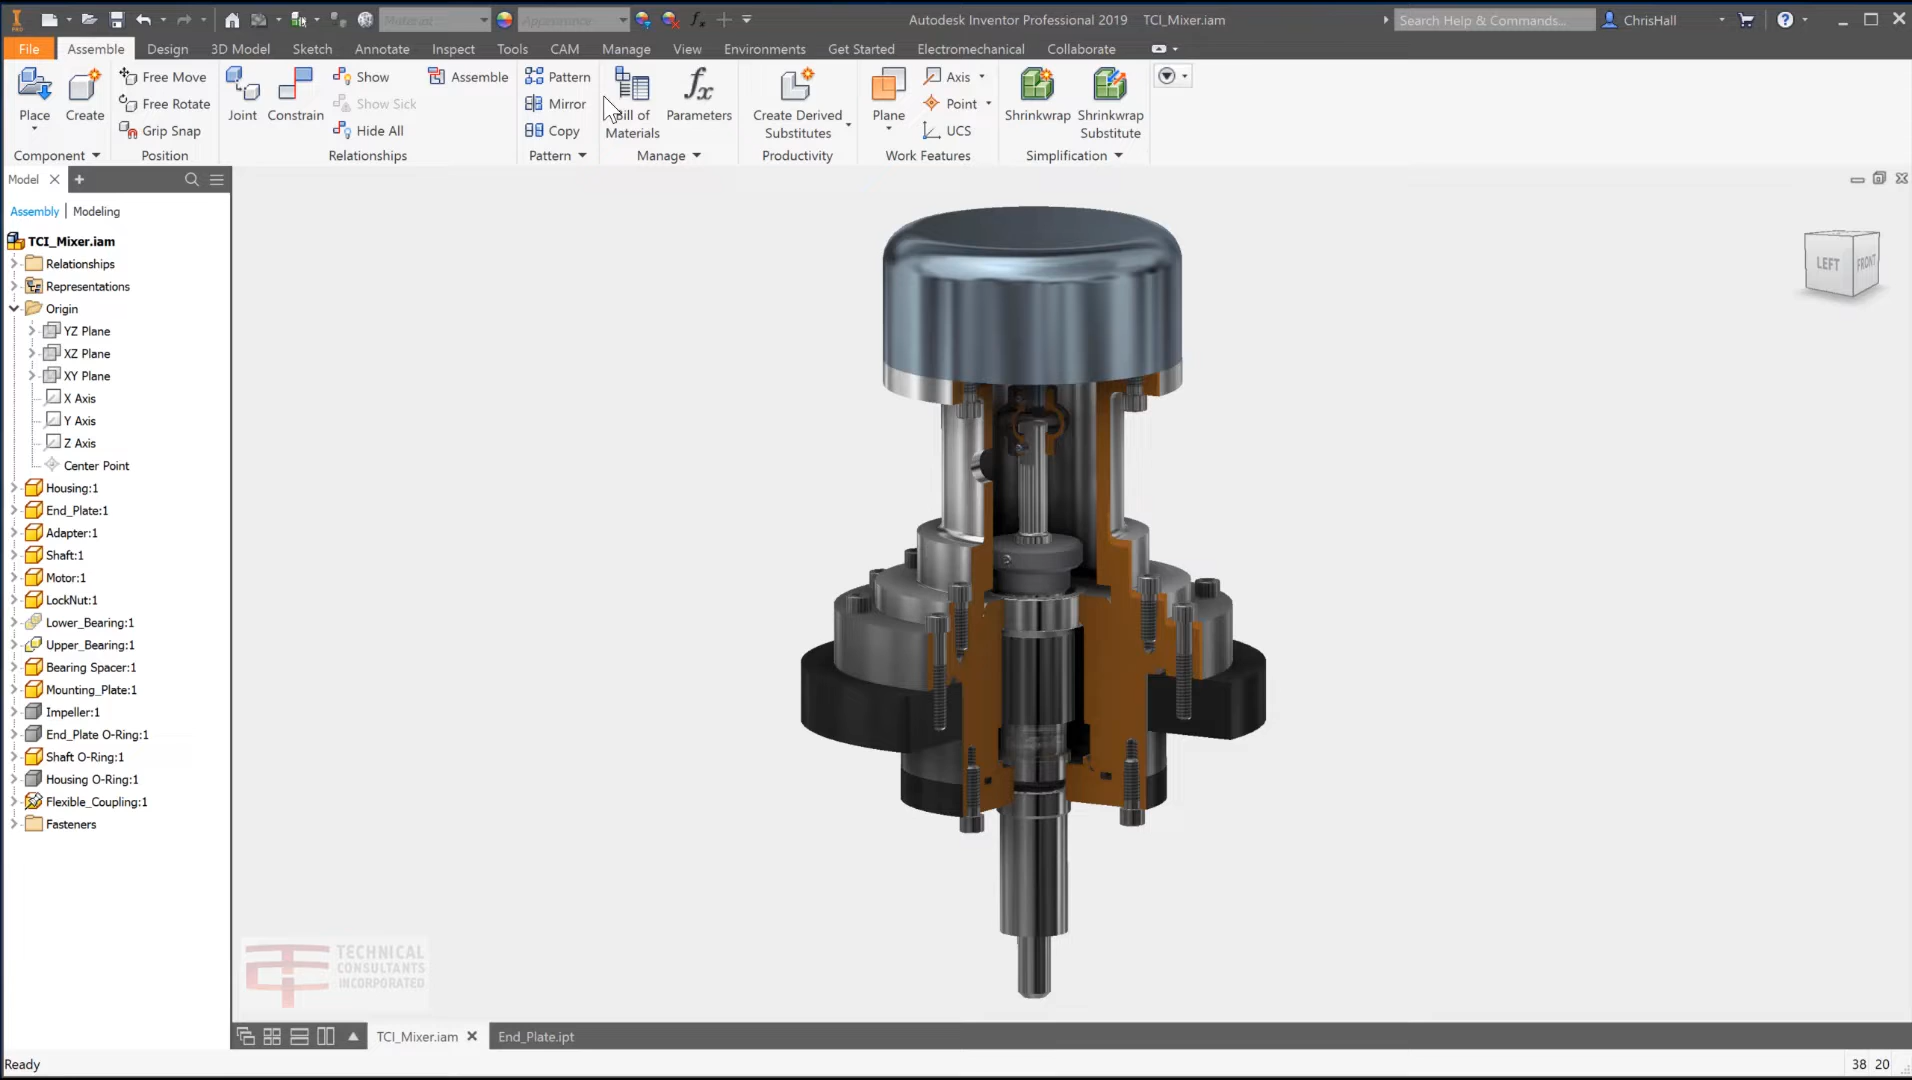 PRO
Material
Appearance
fx
Autodesk Inventor Professional 2019 TCI_Mixer.iam
Search Help & Commands...
ChrisHall
File Assemble Design 3D Model Sketch Annotate Inspect Tools CAM Manage View Environments Get Started Electromechanical Collaborate
Place
Create
Free Move
Free Rotate
Grip Snap
Joint
Constrain
Show
Show Sick
Hide All
Assemble
Pattern
Mirror
Copy
Bill of
Materials
fx
Parameters
Create Derived
Substitutes
Plane
Axis
Point
UCS
Shrinkwrap
Shrinkwrap
Substitute
Component Position Relationships Pattern Manage Productivity Work Features Simplification
Model
Assembly | Modeling
TCI_Mixer.iam
Relationships
Representations
Origin
YZ Plane
XZ Plane
XY Plane
X Axis
Y Axis
Z Axis
Center Point
Housing:1
End_Plate:1
Adapter:1
Shaft:1
Motor:1
LockNut:1
Lower_Bearing:1
Upper_Bearing:1
Bearing Spacer:1
Mounting_Plate:1
Impeller:1
End_Plate O-Ring:1
Shaft O-Ring:1
Housing O-Ring:1
Flexible_Coupling:1
Fasteners
LEFT FRONT
TECHNICAL
CONSULTANTS
INCORPORATED
TCI_Mixer.iam
End_Plate.ipt
Ready
38 20